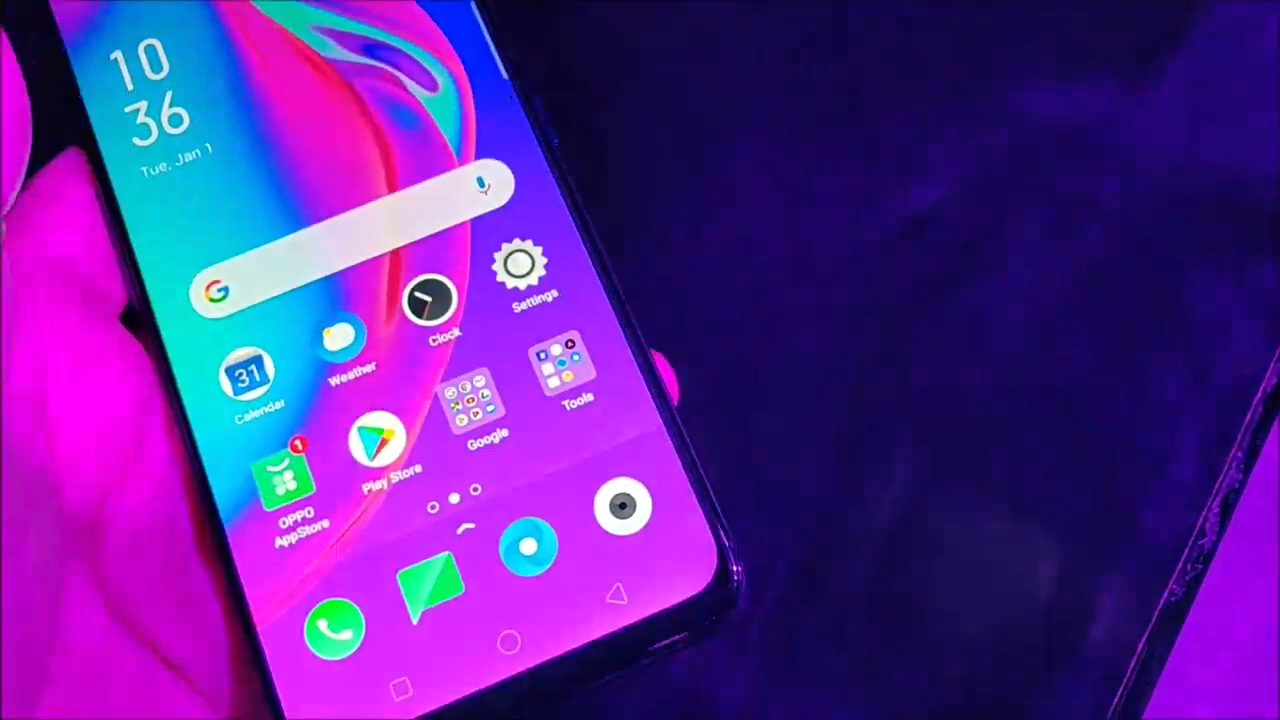 10
36
Tue, Jan 1
G
Settings
Clock
Weather
31
Calendar
Tools
Google
Play Store
1
OPPO
AppStore